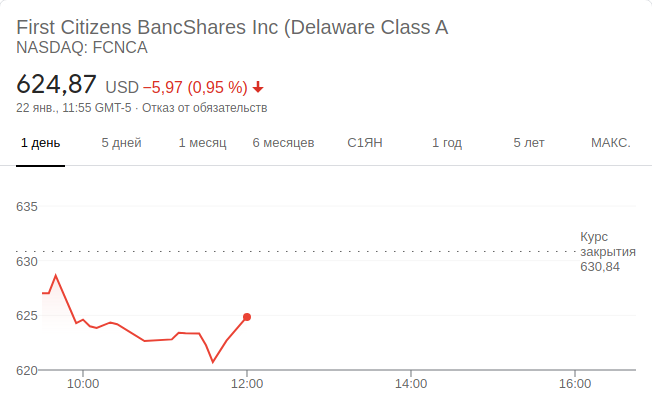 First Citizens BancShares Inc (Delaware Class A
NASDAQ: FCNCA
624,87 USD −5,97 (0,95 %)
22 янв., 11:55 GMT-5 · Отказ от обязательств
1 день 5 дней 1 месяц 6 месяцев С1ЯН 1 год 5 лет МАКС.
635
Курс
закрытия
630,84
630
625
620
10:00 12:00 14:00 16:00